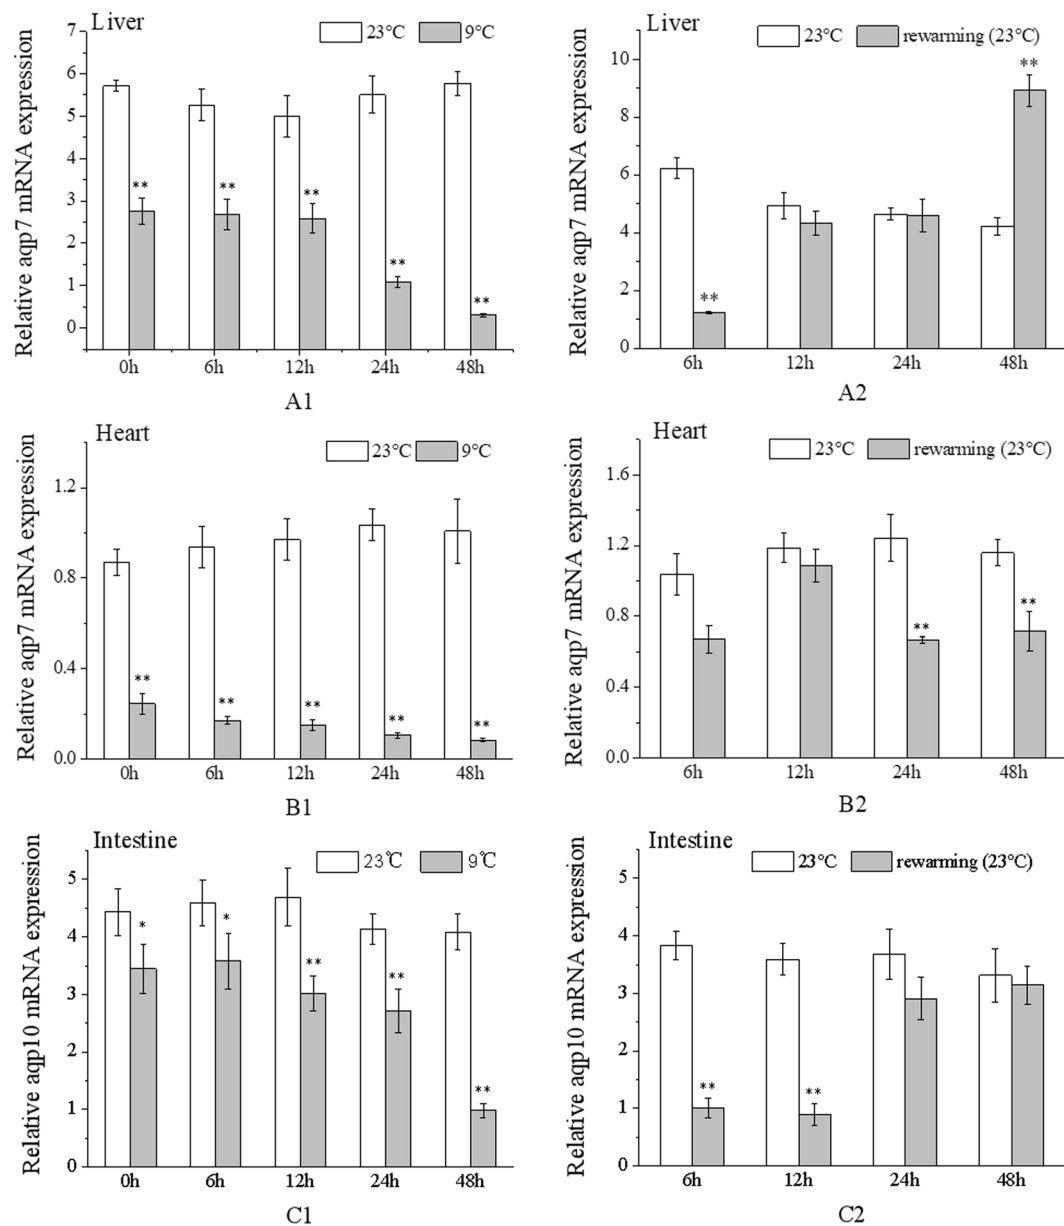 Liver
23°C 9°C
Relative aqp7 mRNA expression
7
6
5
4
3
2
1
0
** ** ** ** **
0h 6h 12h 24h 48h
A1
Liver
23°C rewarming (23°C)
Relative aqp7 mRNA expression
10
8
6
4
2
0
** **
6h 12h 24h 48h
A2
Heart
23°C 9°C
Relative aqp7 mRNA expression
1.2
0.8
0.4
0.0
** ** ** ** **
0h 6h 12h 24h 48h
B1
Heart
23°C rewarming (23°C)
Relative aqp7 mRNA expression
1.6
1.2
0.8
0.4
0.0
** **
6h 12h 24h 48h
B2
Intestine
23℃ 9℃
Relative aqp10 mRNA expression
5
4
3
2
1
0
* * ** ** **
0h 6h 12h 24h 48h
C1
Intestine
23°C rewarming (23°C)
Relative aqp10 mRNA expression
5
4
3
2
1
0
** **
6h 12h 24h 48h
C2